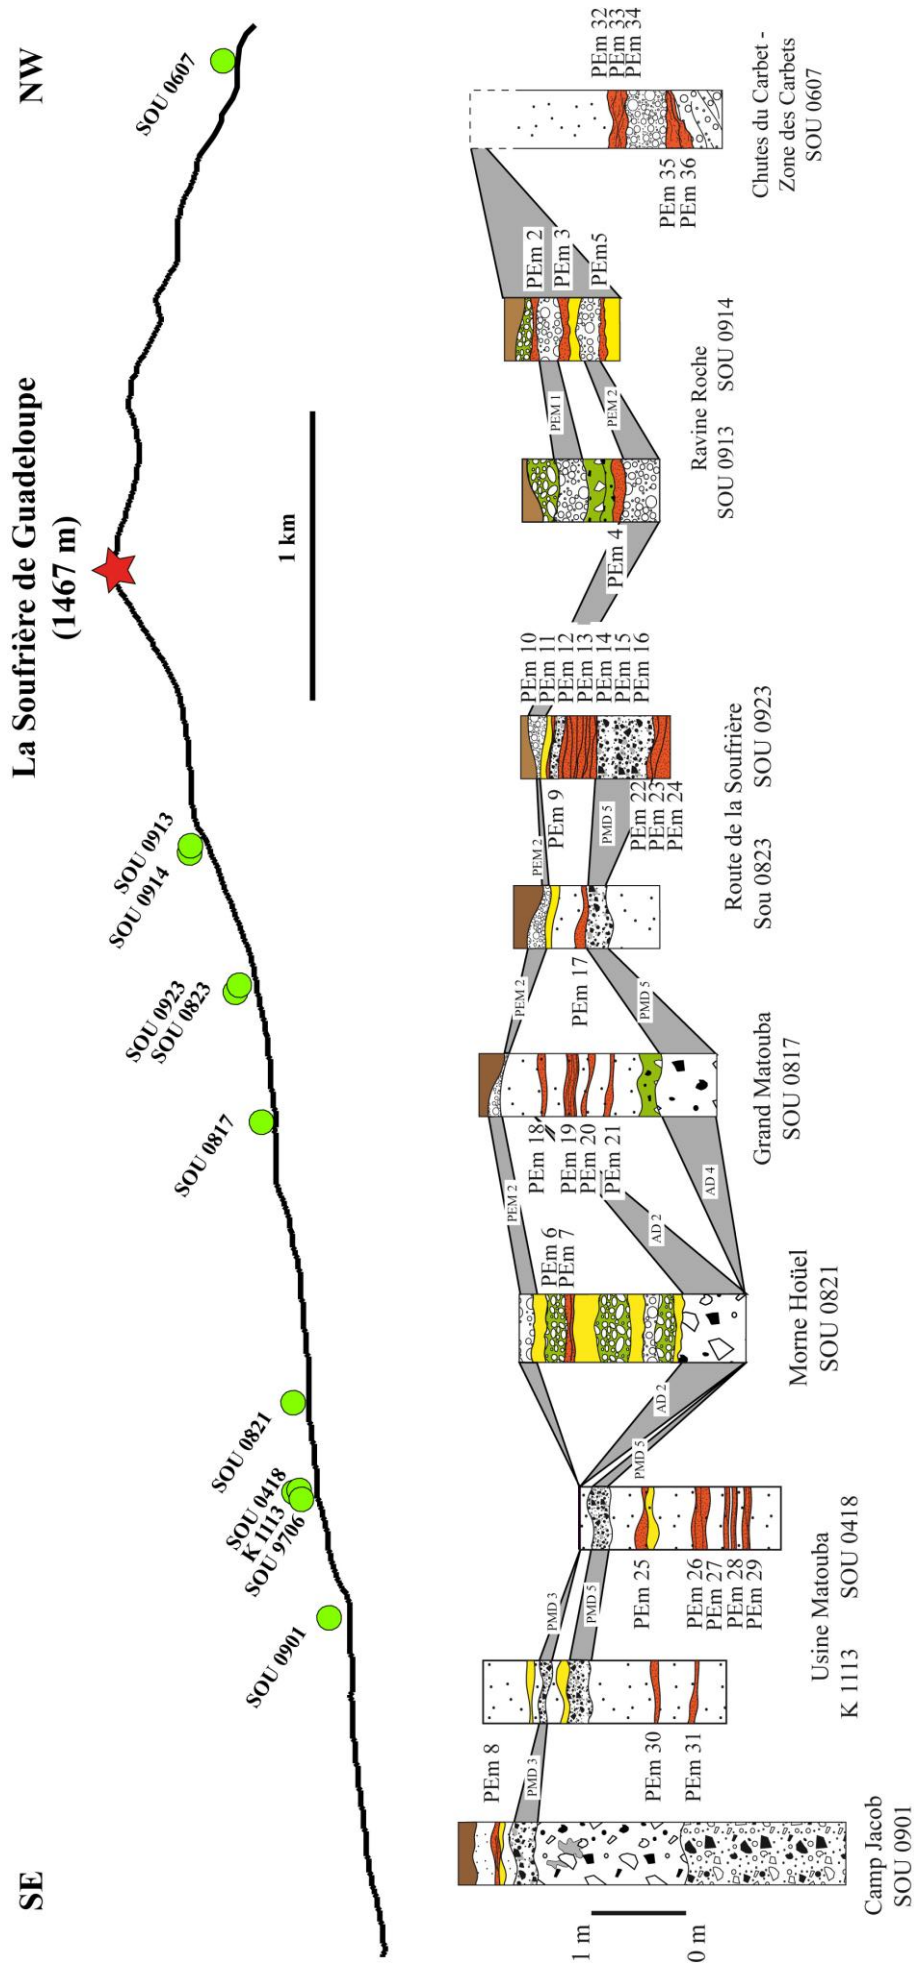 SE
La Soufrière de Guadeloupe
(1467 m)
NW
SOU 0901
SOU 9706
K 1113
SOU 0418
SOU 0821
SOU 0817
SOU 0823
SOU 0923
SOU 0914
SOU 0913
SOU 0607
1 km
1 m
0 m
PEm 8
PMD 3
Camp Jacob
SOU 0901
PEm 30
PEm 31
PMD 3
PMD 5
PEm 25
PEm 26
PEm 27
PEm 28
PEm 29
Usine Matouba
K 1113
SOU 0418
PMD 5
AD 2
PEm 6
PEm 7
Morne Hoüel
SOU 0821
PEM 2
AD 2
AD 4
PEm 18
PEm 19
PEm 20
PEm 21
Grand Matouba
SOU 0817
PEM 2
PMD 5
PEm 17
PEM 2
PEm 9
PMD 5
PEm 22
PEm 23
PEm 24
Route de la Soufrière
Sou 0823
SOU 0923
PEm 10
PEm 11
PEm 12
PEm 13
PEm 14
PEm 15
PEm 16
PEm 4
PEM 1
PEM 2
Ravine Roche
SOU 0913
SOU 0914
PEm 2
PEm 3
PEm5
PEm 35
PEm 36
PEm 32
PEm 33
PEm 34
Chutes du Carbet -
Zone des Carbets
SOU 0607